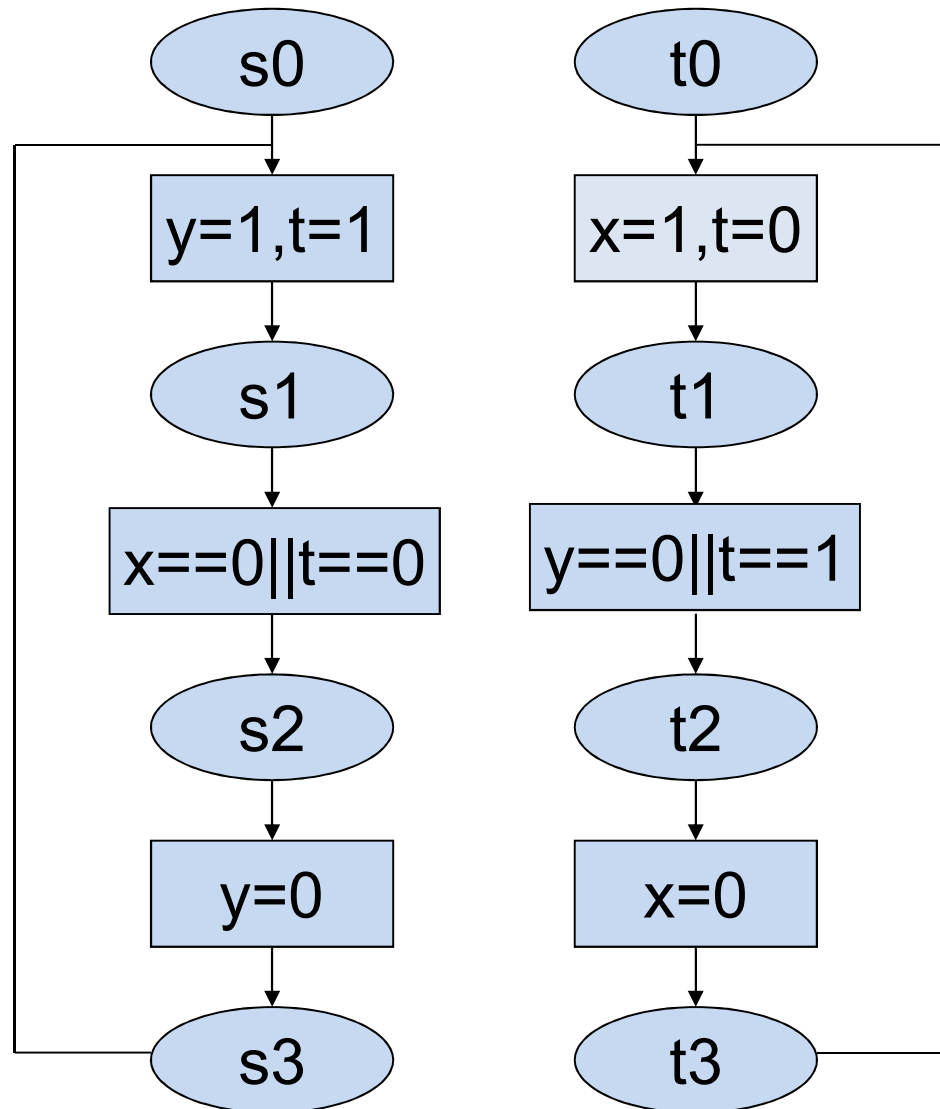 s0
t0
y=1,t=1
x=1,t=0
s1
t1
x==0||t==0
y==0||t==1
s2
t2
y=0
x=0
s3
t3